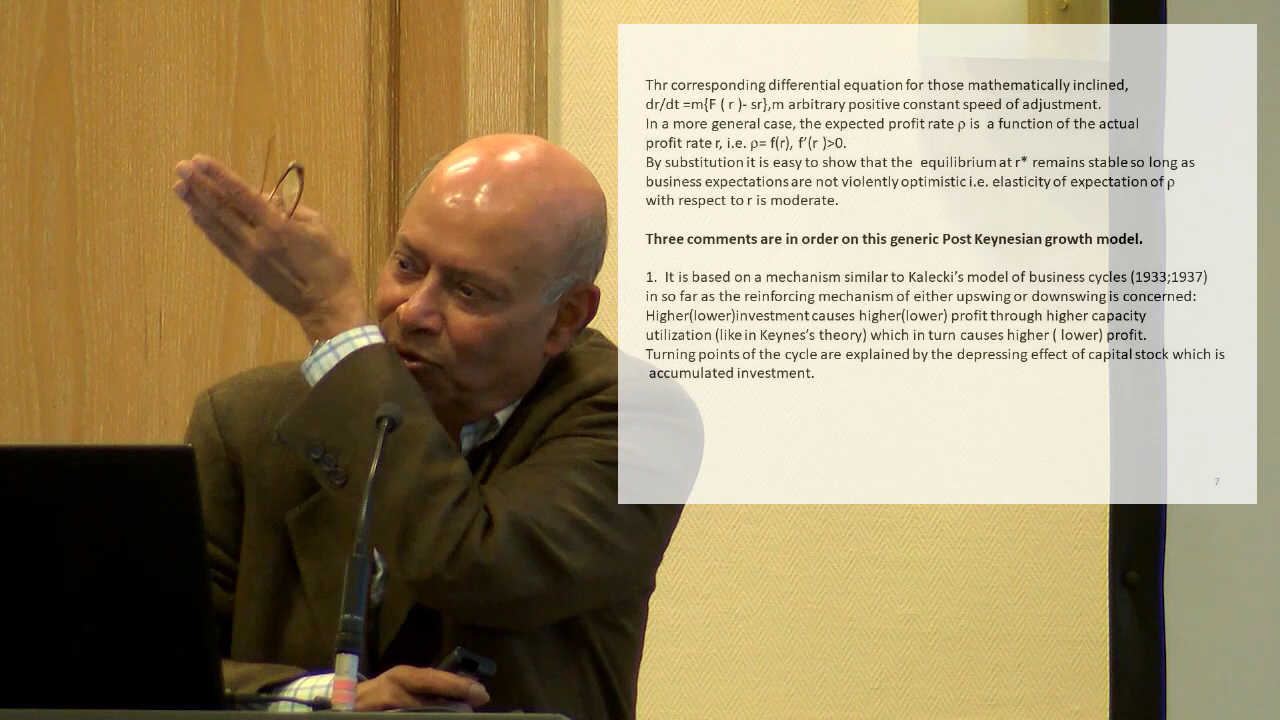 Thr corresponding differential equation for those mathematically inclined,
dr/dt =m{F ( r )- sr},m arbitrary positive constant speed of adjustment.
In a more general case, the expected profit rate ρ is  a function of the actual
profit rate r, i.e. ρ= f(r), f’(r )>0.
By substitution it is easy to show that the  equilibrium at r* remains stable so long as
business expectations are not violently optimistic i.e. elasticity of expectation of ρ
with respect to r is moderate.
Three comments are in order on this generic Post Keynesian growth model.
1.  It is based on a mechanism similar to Kalecki’s model of business cycles (1933;1937)
in so far as the reinforcing mechanism of either upswing or downswing is concerned:
Higher(lower)investment causes higher(lower) profit through higher capacity
utilization (like in Keynes’s theory) which in turn causes higher ( lower) profit.
Turning points of the cycle are explained by the depressing effect of capital stock which is
accumulated investment.
7